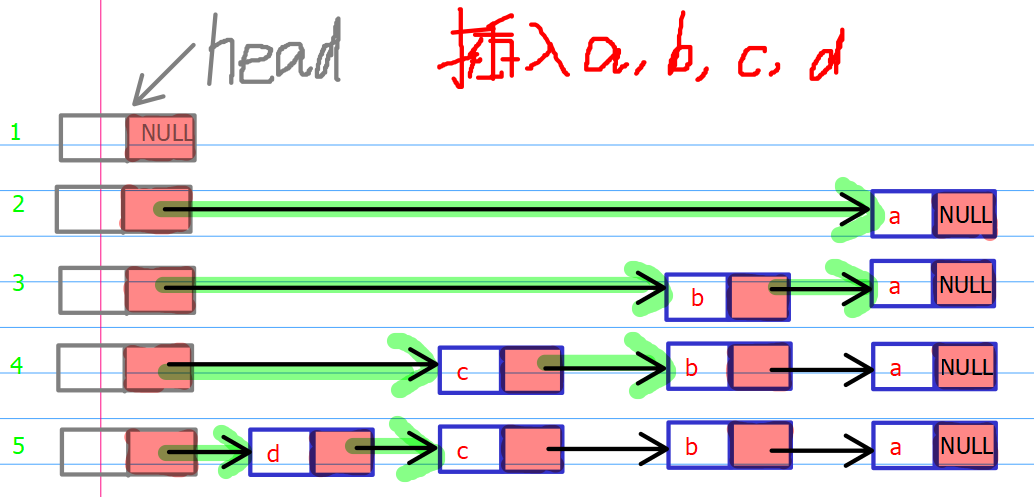 head
插入a,b,c,d
1 NULL
2 a NULL
3 b a NULL
4 c b a NULL
5 d c b a NULL